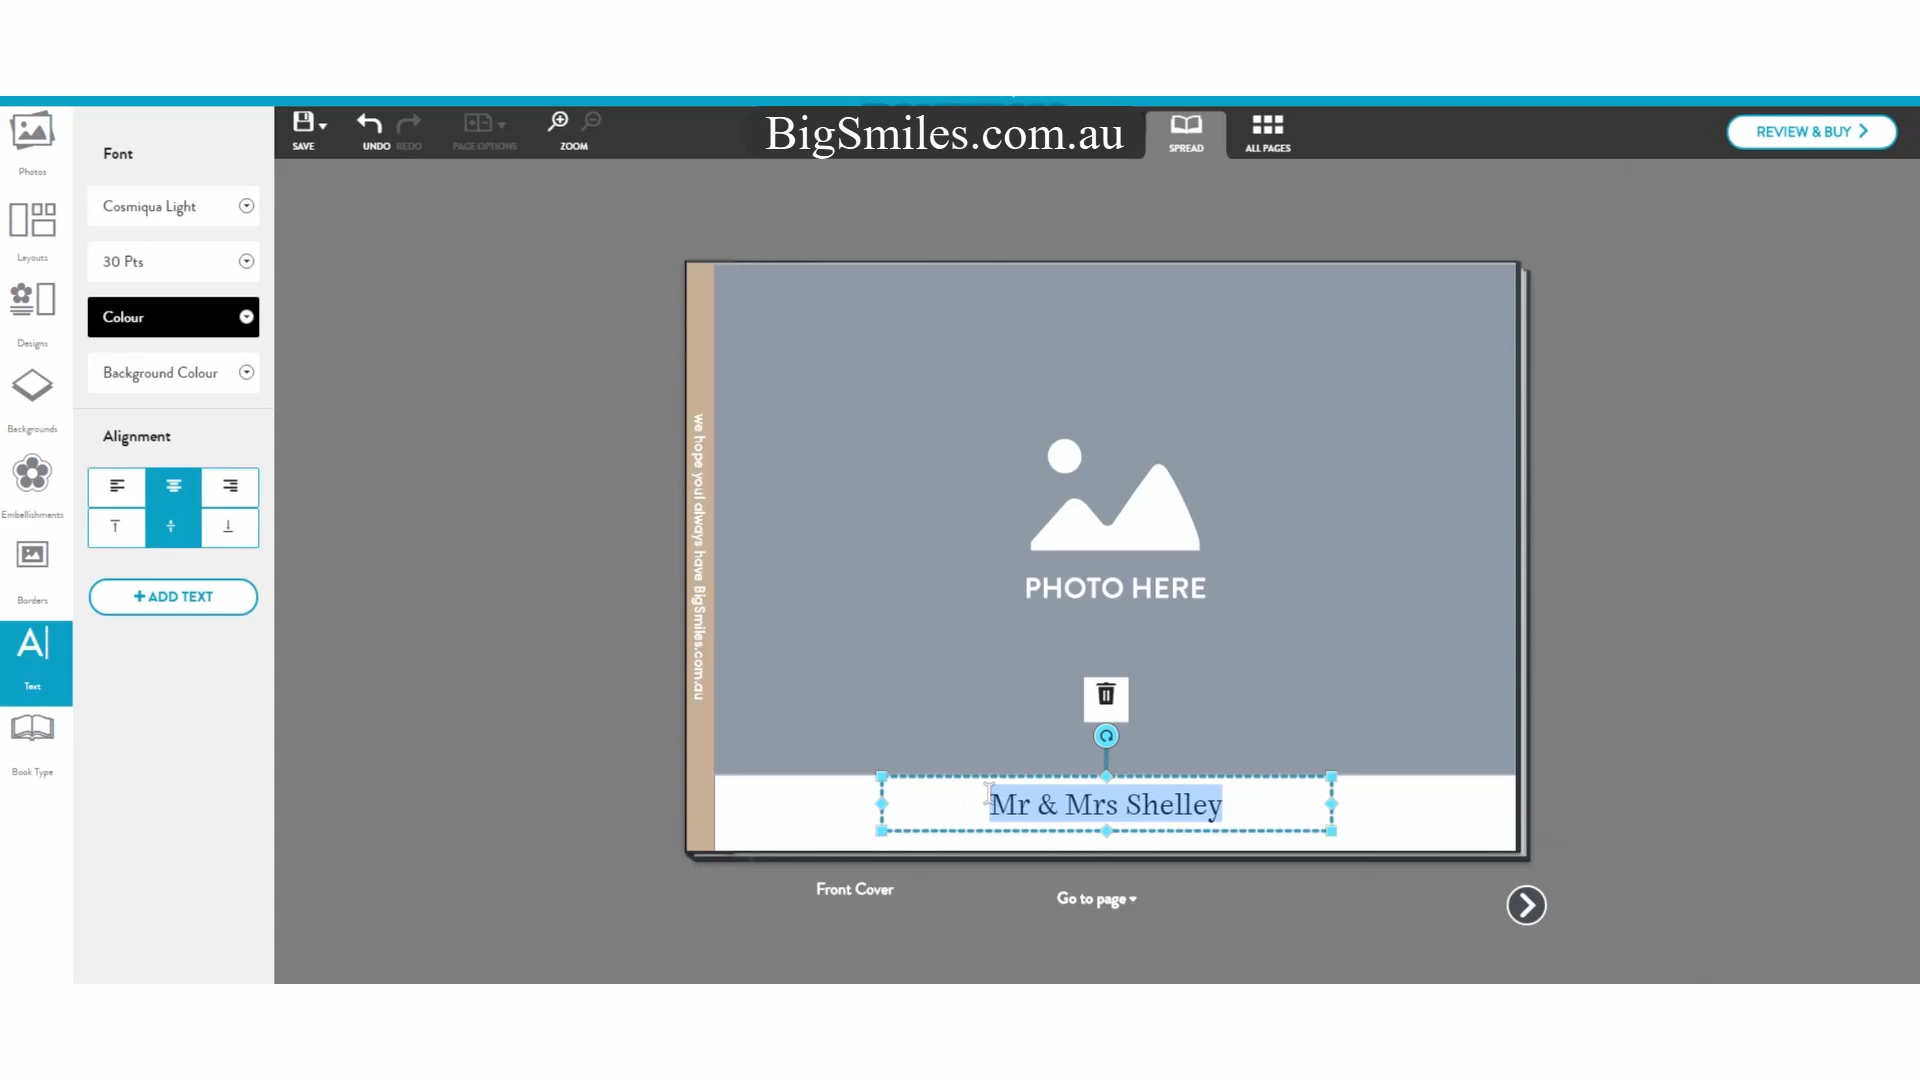 SAVE
UNDO
REDO
PAGE OPTIONS
ZOOM
BigSmiles.com.au
SPREAD
ALL PAGES
REVIEW & BUY
Photos
Layouts
Designs
Backgrounds
Embellishments
Borders
A
Text
Book Type
Font
Cosmiqua Light
30 Pts
Colour
Background Colour
Alignment
+ ADD TEXT
we hope youl always have BigSmiles.com.au
PHOTO HERE
Mr & Mrs Shelley
Front Cover
Go to page